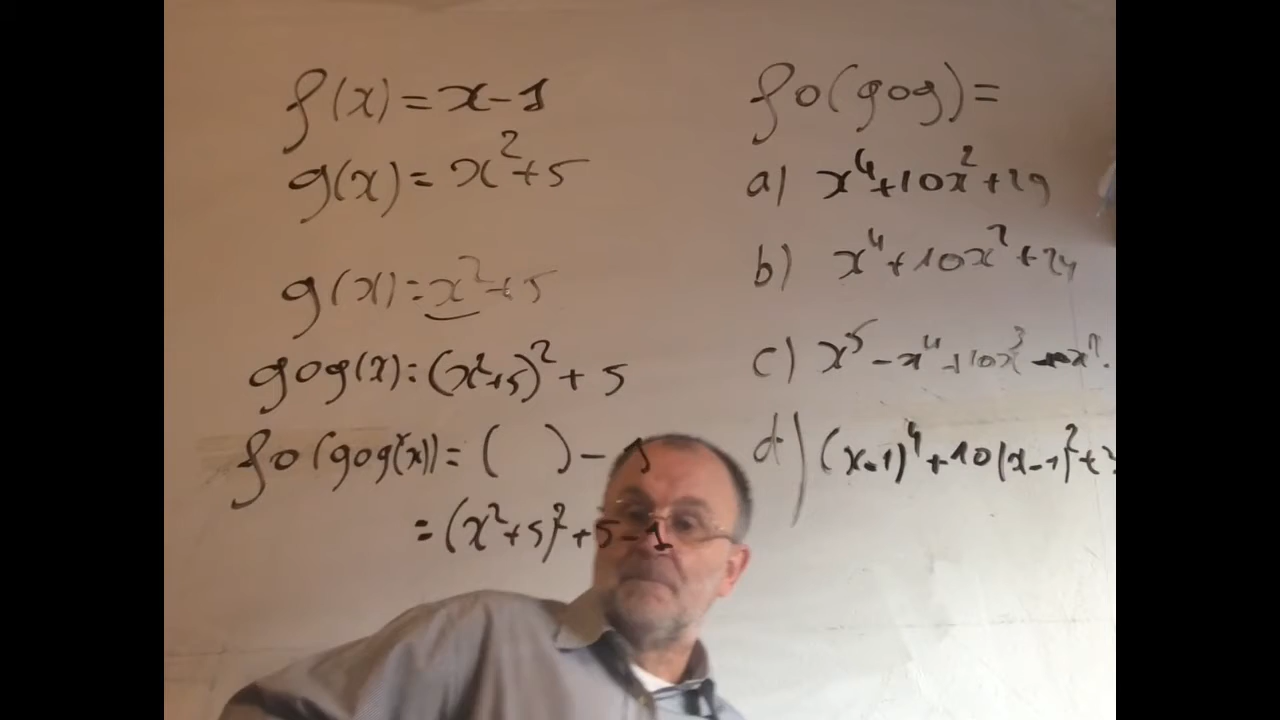 f(x) = x-1
g(x) = x²+5
g(x) = x²+5
gog(x) = (x²+5)²+5
fo(gog(x)) = ( ) - 1
= (x²+5)²+5-1
fo(gog) =
a) x⁴+10x²+29
b) x⁴+10x²+24
c) x⁵-x⁴+10x³
d) (x-1)⁴+10(x-1)²+